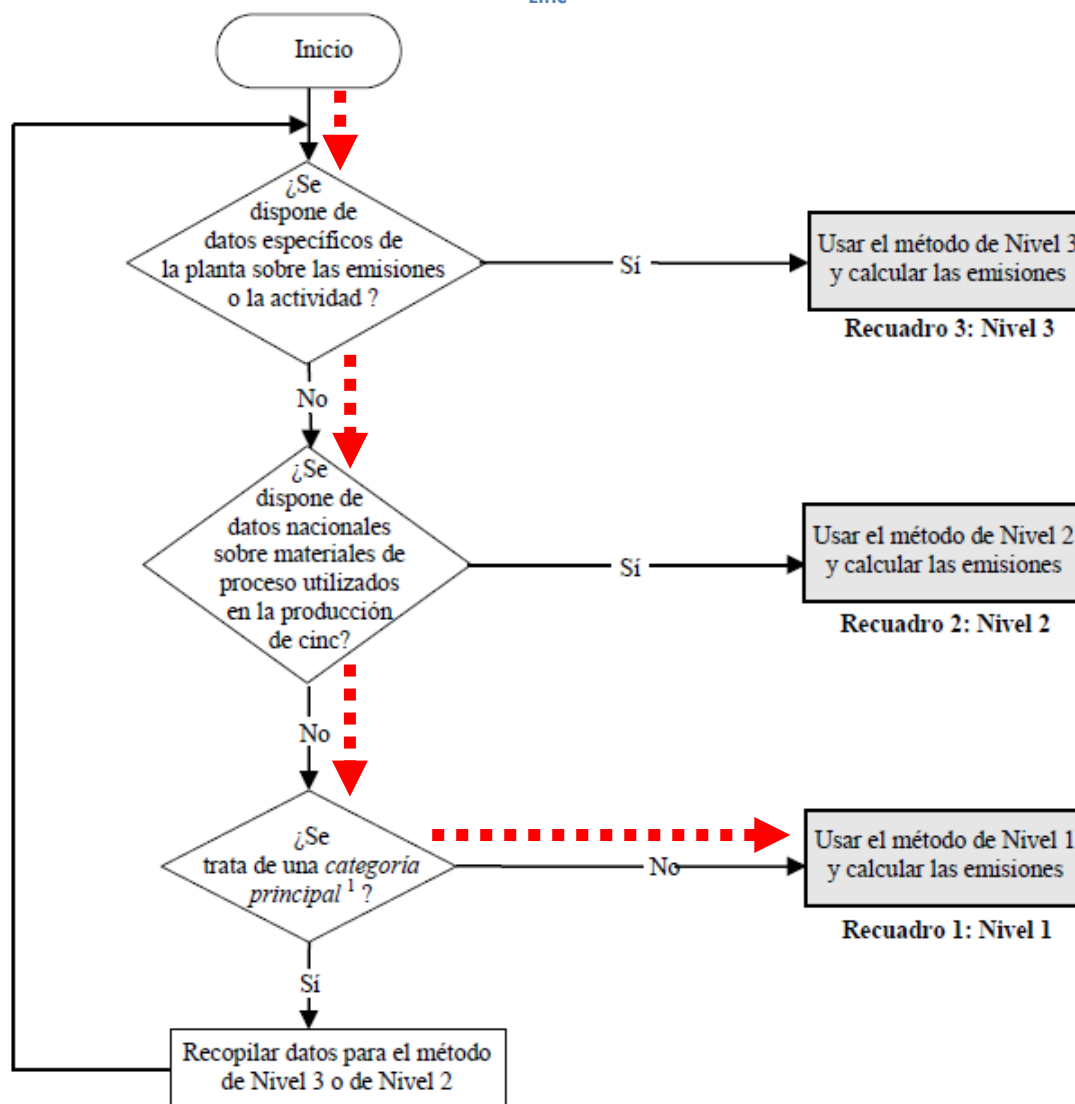 zinc
Inicio
¿Se
dispone de
datos específicos de
la planta sobre las emisiones
o la actividad ?
Sí
Usar el método de Nivel 3
y calcular las emisiones
Recuadro 3: Nivel 3
No
¿Se
dispone de
datos nacionales
sobre materiales de
proceso utilizados
en la producción
de cinc?
Sí
Usar el método de Nivel 2
y calcular las emisiones
Recuadro 2: Nivel 2
No
¿Se
trata de una categoría
principal 1 ?
No
Usar el método de Nivel 1
y calcular las emisiones
Recuadro 1: Nivel 1
Sí
Recopilar datos para el método
de Nivel 3 o de Nivel 2